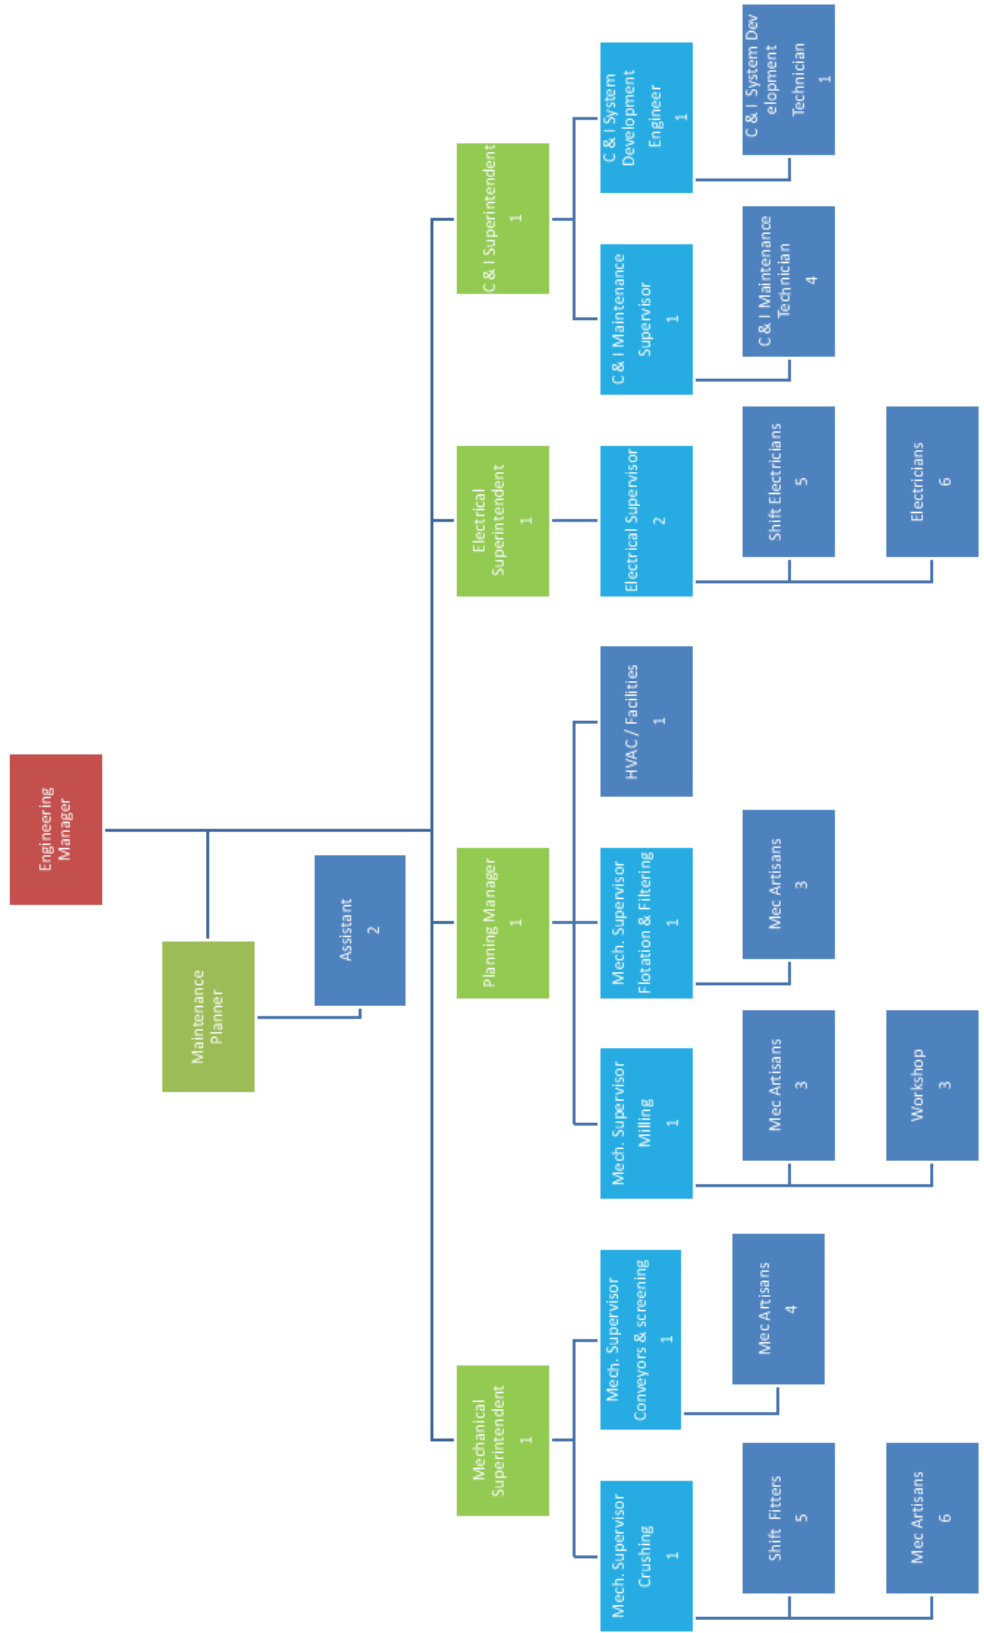 Engineering
Manager
Maintenance
Planner
Assistant
2
Mechanical
Superintendent
1
Planning Manager
1
Electrical
Superintendent
1
C & I Superintendent
1
Mech. Supervisor
Crushing
1
Mech. Supervisor
Conveyors & screening
1
Mech. Supervisor
Milling
1
Mech. Supervisor
Flotation & Filtering
1
HVAC / Facilities
1
Electrical Supervisor
2
C & I Maintenance
Supervisor
1
C & I System
Development
Engineer
1
Shift Fitters
5
Mec Artisans
4
Mec Artisans
3
Mec Artisans
3
Shift Electricians
5
C & I Maintenance
Technician
4
C & I System Dev
elopment
Technician
1
Mec Artisans
6
Workshop
3
Electricians
6